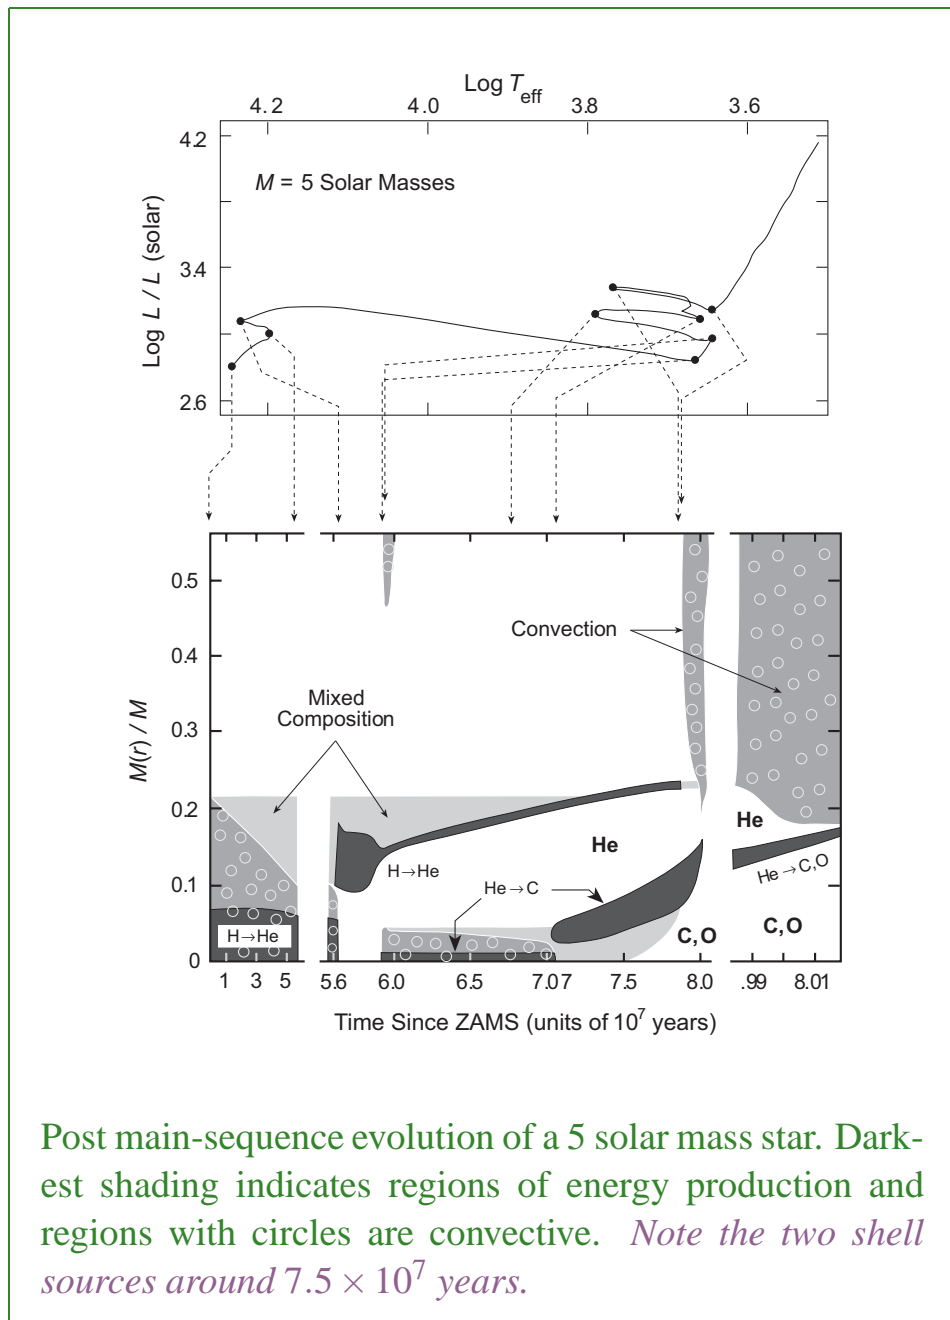 Log T_eff
4.2 4.0 3.8 3.6
4.2
M = 5 Solar Masses
3.4
Log L / L (solar)
2.6
0.5
Convection
0.4
Mixed
Composition
M(r) / M
0.3
0.2
He
He
H→He
He→C
He→C,O
0.1
C,O
C,O
H→He
0
1 3 5 5.6 6.0 6.5 7.07 7.5 8.0 .99 8.01
Time Since ZAMS (units of 10^7 years)
Post main-sequence evolution of a 5 solar mass star. Dark-
est shading indicates regions of energy production and
regions with circles are convective. Note the two shell
sources around 7.5 × 10^7 years.